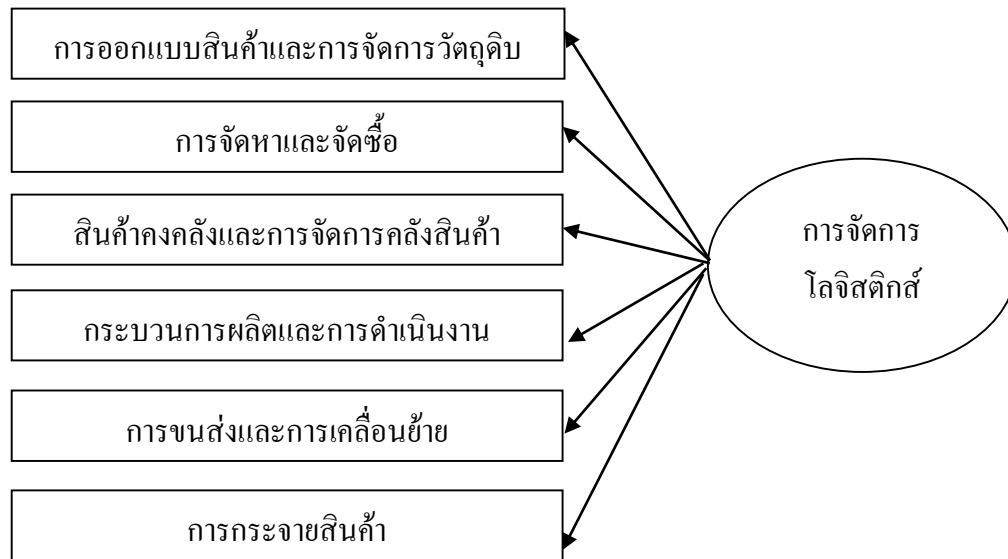 การออกแบบสินค้าและการจัดการวัตถุดิบ
การจัดหาและจัดซื้อ
สินค้าคงคลังและการจัดการคลังสินค้า
กระบวนการผลิตและการดำเนินงาน
การขนส่งและการเคลื่อนย้าย
การกระจายสินค้า
การจัดการ
โลจิสติกส์